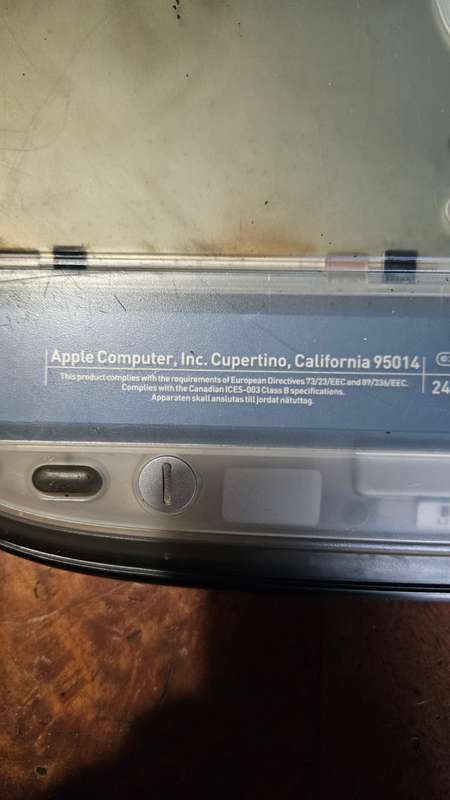 Apple Computer, Inc. Cupertino, California 95014
This product complies with the requirements of European Directives 73/23/EEC and 89/336/EEC.
Complies with the Canadian ICES-003 Class B specifications.
Apparaten skall anslutas till jordat nätuttag.
24